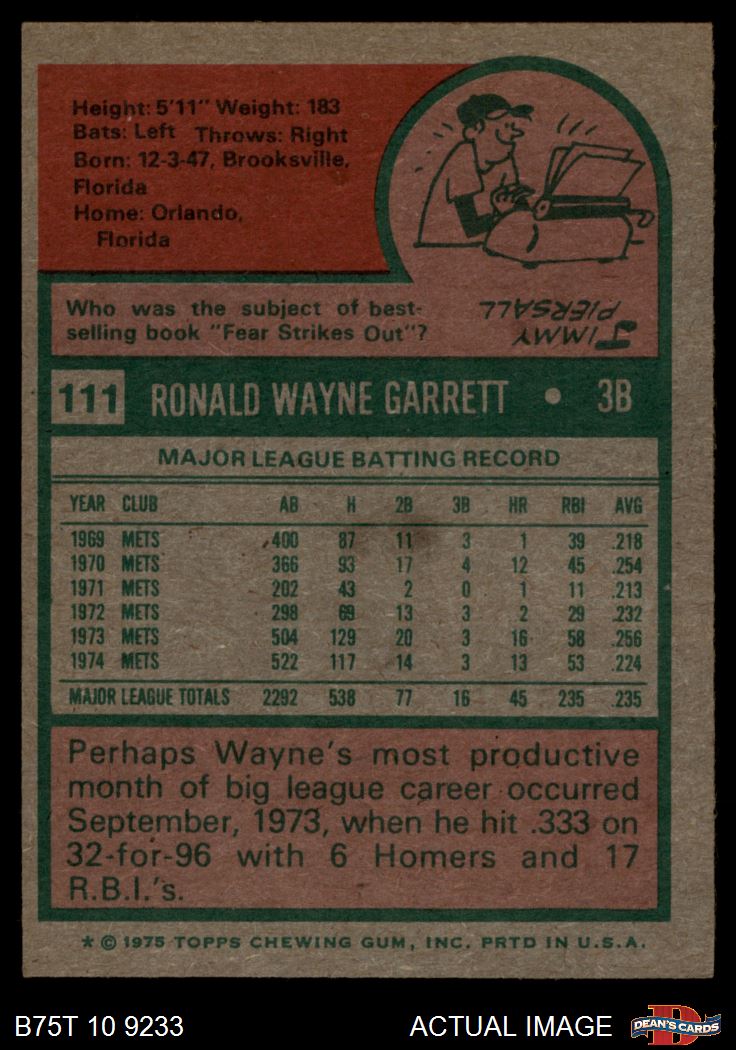 Height: 5'11" Weight: 183
Bats: Left Throws: Right
Born: 12-3-47, Brooksville,
Florida
Home: Orlando,
Florida
Who was the subject of best-
selling book "Fear Strikes Out"?
JIMMY
PIERSALL
111 RONALD WAYNE GARRETT • 3B
MAJOR LEAGUE BATTING RECORD
YEAR CLUB AB H 2B 3B HR RBI AVG
1969 METS 400 87 11 3 1 39 .218
1970 METS 366 93 17 4 12 45 .254
1971 METS 202 43 2 0 1 11 .213
1972 METS 298 69 13 3 2 29 .232
1973 METS 504 129 20 3 16 58 .256
1974 METS 522 117 14 3 13 53 .224
MAJOR LEAGUE TOTALS 2292 538 77 16 45 235 .235
Perhaps Wayne's most productive
month of big league career occurred
September, 1973, when he hit .333 on
32-for-96 with 6 Homers and 17
R.B.I.'s.
* © 1975 TOPPS CHEWING GUM, INC. PRTD IN U.S.A.
B75T 10 9233 ACTUAL IMAGE D DEAN'S CARDS